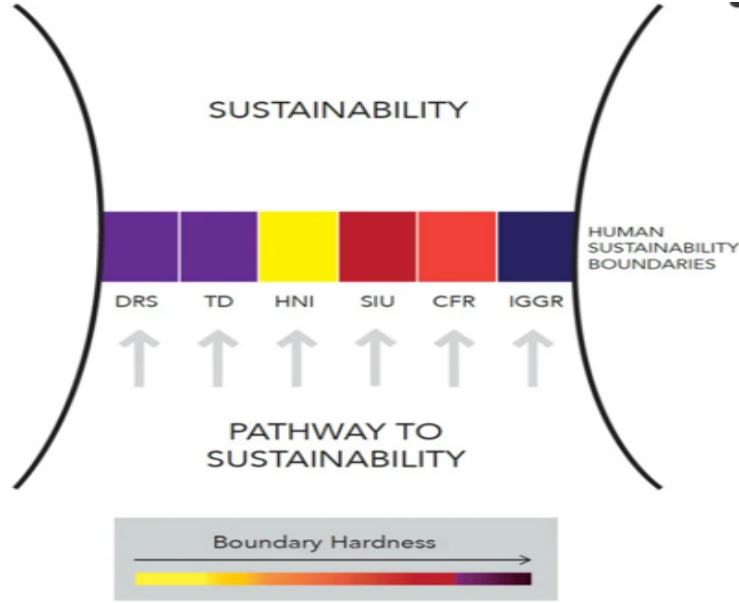 SUSTAINABILITY
HUMAN
SUSTAINABILITY
BOUNDARIES
DRS TD HNI SIU CFR IGGR
PATHWAY TO
SUSTAINABILITY
Boundary Hardness